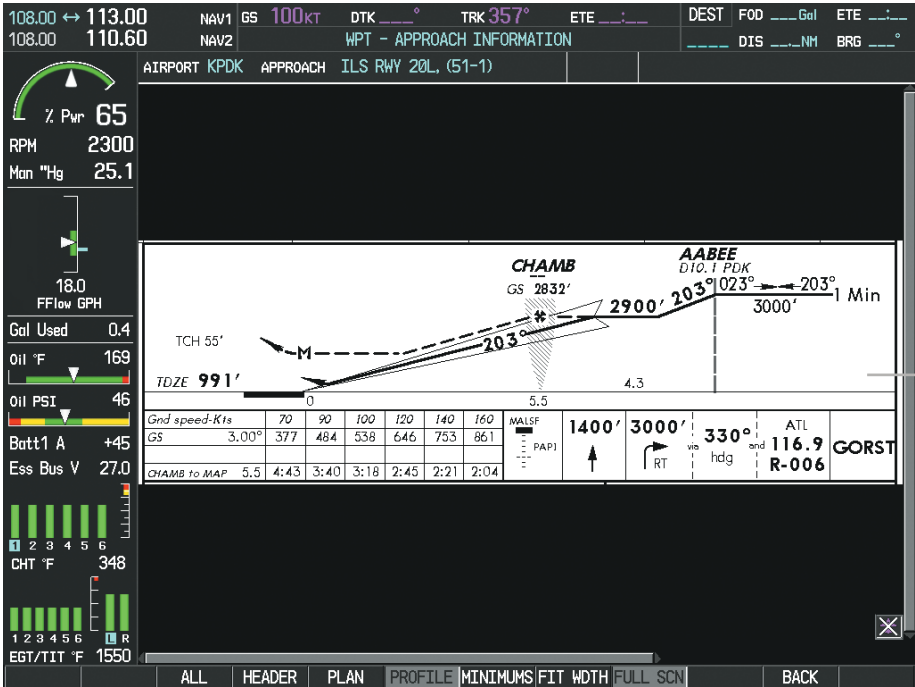 108.00 ↔ 113.00 NAV1 GS 100KT DTK ___° TRK 357° ETE __:__ DEST FOD ___Gal ETE __:__
108.00 110.60 NAV2 WPT - APPROACH INFORMATION ____ DIS __._NM BRG ___°
AIRPORT KPDK APPROACH ILS RWY 20L, (51-1)
% Pwr 65
RPM 2300
Man "Hg 25.1
18.0
FFlow GPH
Gal Used 0.4
Oil °F 169
Oil PSI 46
Batt1 A +45
Ess Bus V 27.0
1 2 3 4 5 6
CHT °F 348
1 2 3 4 5 6 L R
EGT/TIT °F 1550
AABEE
CHAMB D10.1 PDK
GS 2832' 023° 203°
2900' 203° 3000' 1 Min
TCH 55' M 203°
TDZE 991' 4.3
0 5.5
Gnd speed-Kts 70 90 100 120 140 160
GS 3.00° 377 484 538 646 753 861
CHAMB to MAP 5.5 4:43 3:40 3:18 2:45 2:21 2:04
MALSF
PAPI
1400' 3000' RT via 330° hdg and ATL 116.9 R-006 GORST
ALL HEADER PLAN PROFILE MINIMUMS FIT WDTH FULL SCN BACK